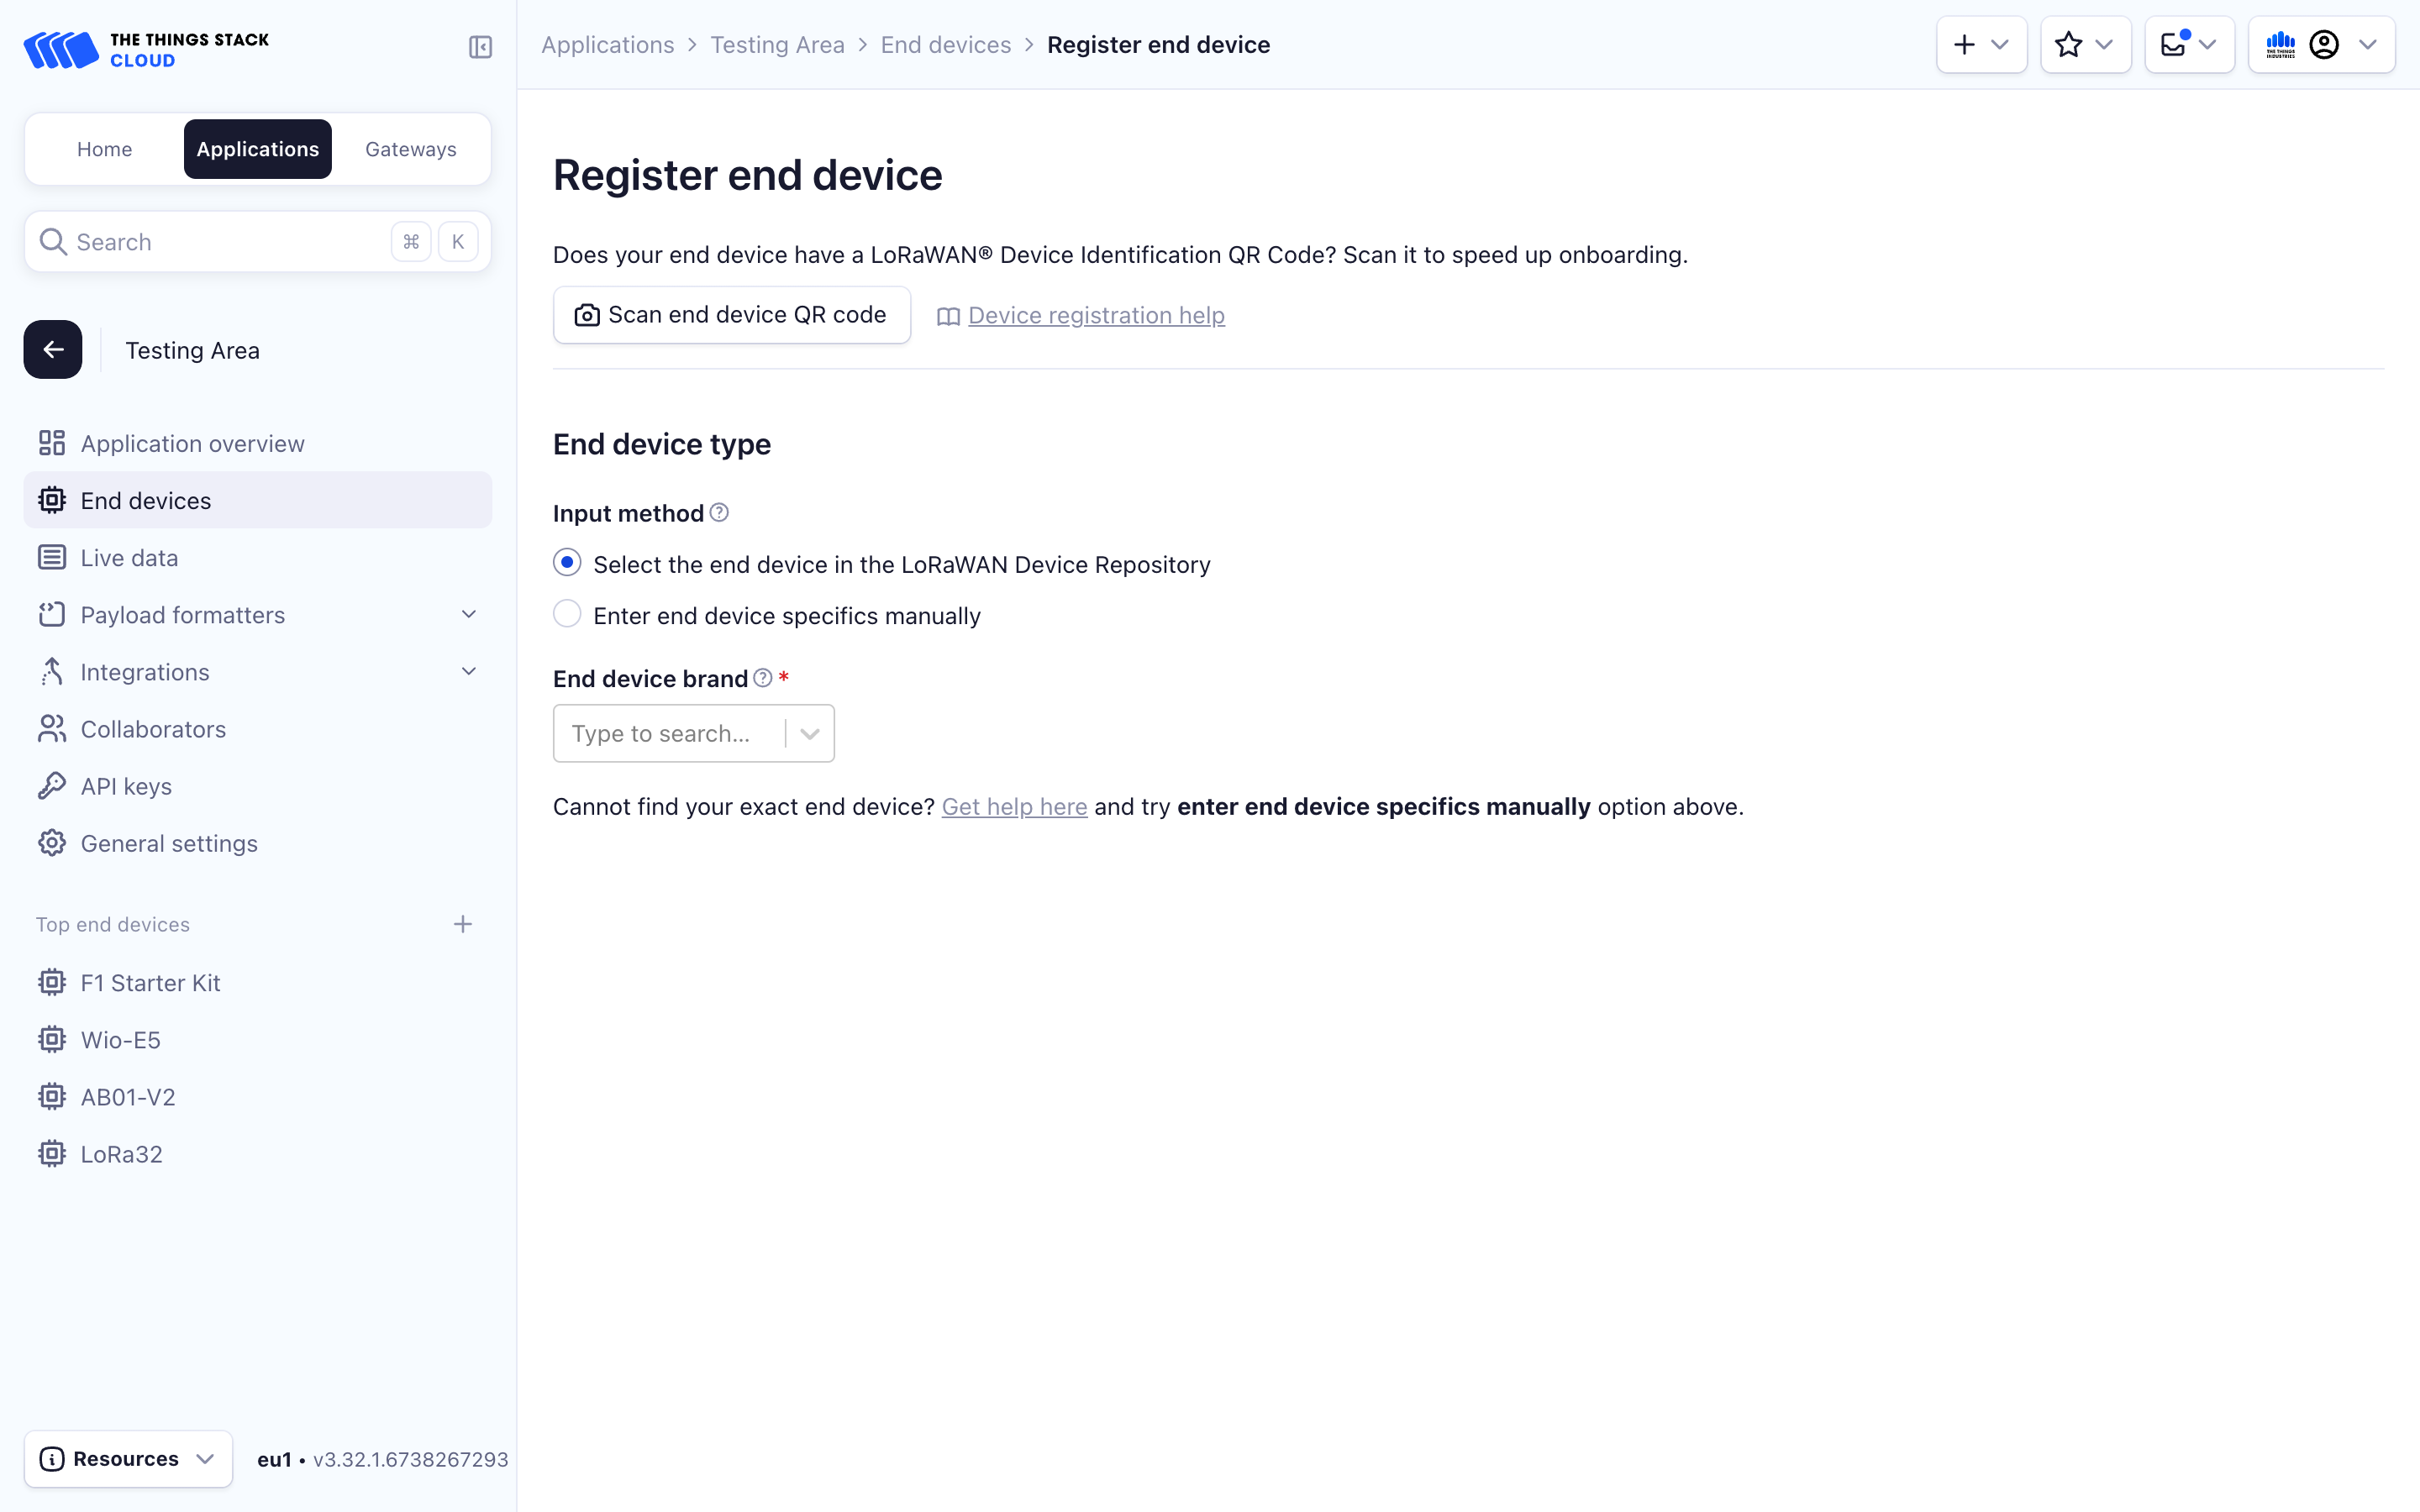 THE THINGS STACK
CLOUD
Home
Applications
Gateways
Search
⌘
K
Testing Area
Application overview
End devices
Live data
Payload formatters
Integrations
Collaborators
API keys
General settings
Top end devices
F1 Starter Kit
Wio-E5
AB01-V2
LoRa32
Resources
eu1 • v3.32.1.6738267293
Applications > Testing Area > End devices > Register end device
THE THINGS
INDUSTRIES
Register end device
Does your end device have a LoRaWAN® Device Identification QR Code? Scan it to speed up onboarding.
Scan end device QR code
Device registration help
End device type
Input method
Select the end device in the LoRaWAN Device Repository
Enter end device specifics manually
End device brand *
Type to search...
Cannot find your exact end device? Get help here and try enter end device specifics manually option above.